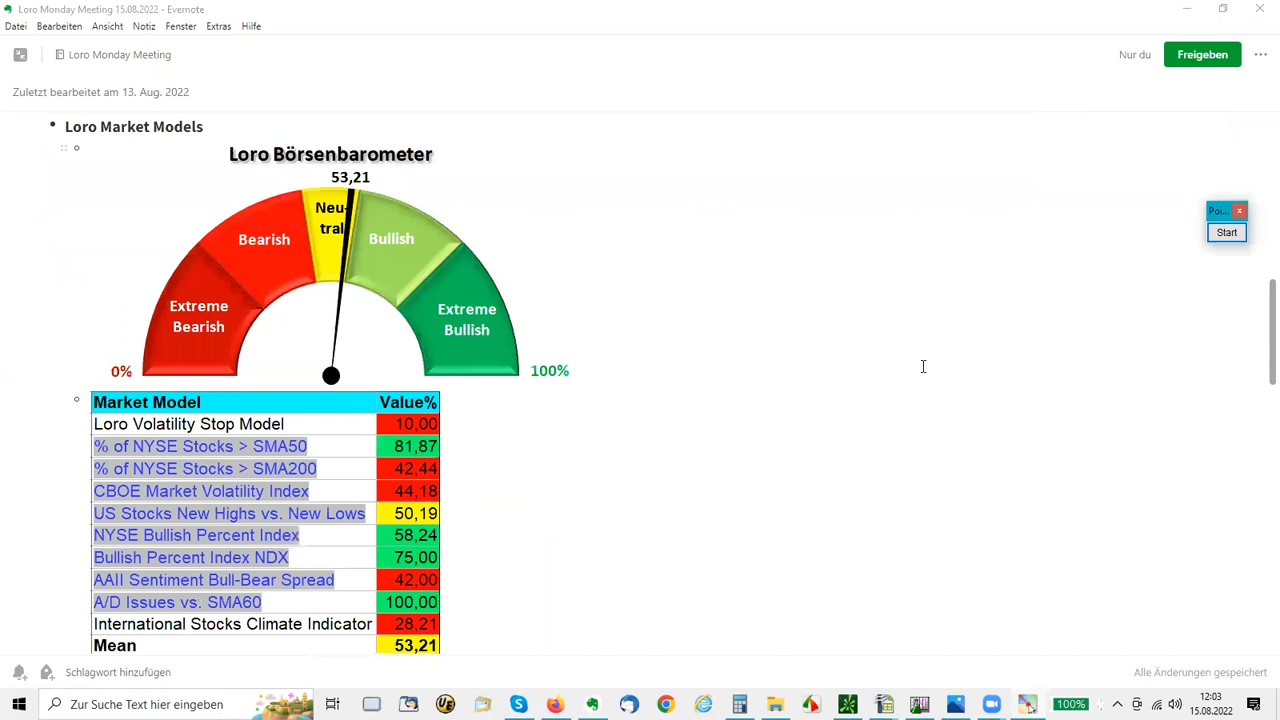 Loro Monday Meeting 15.08.2022 - Evernote
Datei Bearbeiten Ansicht Notiz Fenster Extras Hilfe
Loro Monday Meeting
Nur du Freigeben
Zuletzt bearbeitet am 13. Aug. 2022
Loro Market Models
Loro Börsenbarometer
53,21
Neu-
tral
Bearish
Bullish
Extreme
Bearish
Extreme
Bullish
0%
100%
Poi...
Start
Market Model Value%
Loro Volatility Stop Model 10,00
% of NYSE Stocks > SMA50 81,87
% of NYSE Stocks > SMA200 42,44
CBOE Market Volatility Index 44,18
US Stocks New Highs vs. New Lows 50,19
NYSE Bullish Percent Index 58,24
Bullish Percent Index NDX 75,00
AAII Sentiment Bull-Bear Spread 42,00
A/D Issues vs. SMA60 100,00
International Stocks Climate Indicator 28,21
Mean 53,21
Schlagwort hinzufügen
Alle Änderungen gespeichert
Zur Suche Text hier eingeben
100%
12:03
15.08.2022